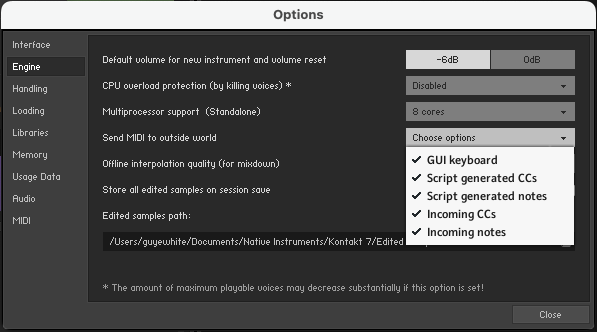 Options
Interface
Engine
Handling
Loading
Libraries
Memory
Usage Data
Audio
MIDI
Default volume for new instrument and volume reset
-6dB
0dB
CPU overload protection (by killing voices) *
Disabled
Multiprocessor support (Standalone)
8 cores
Send MIDI to outside world
Choose options
✓ GUI keyboard
✓ Script generated CCs
✓ Script generated notes
✓ Incoming CCs
✓ Incoming notes
Offline interpolation quality (for mixdown)
Store all edited samples on session save
Edited samples path:
/Users/guyewhite/Documents/Native Instruments/Kontakt 7/Edited
* The amount of maximum playable voices may decrease substantially if this option is set!
Close